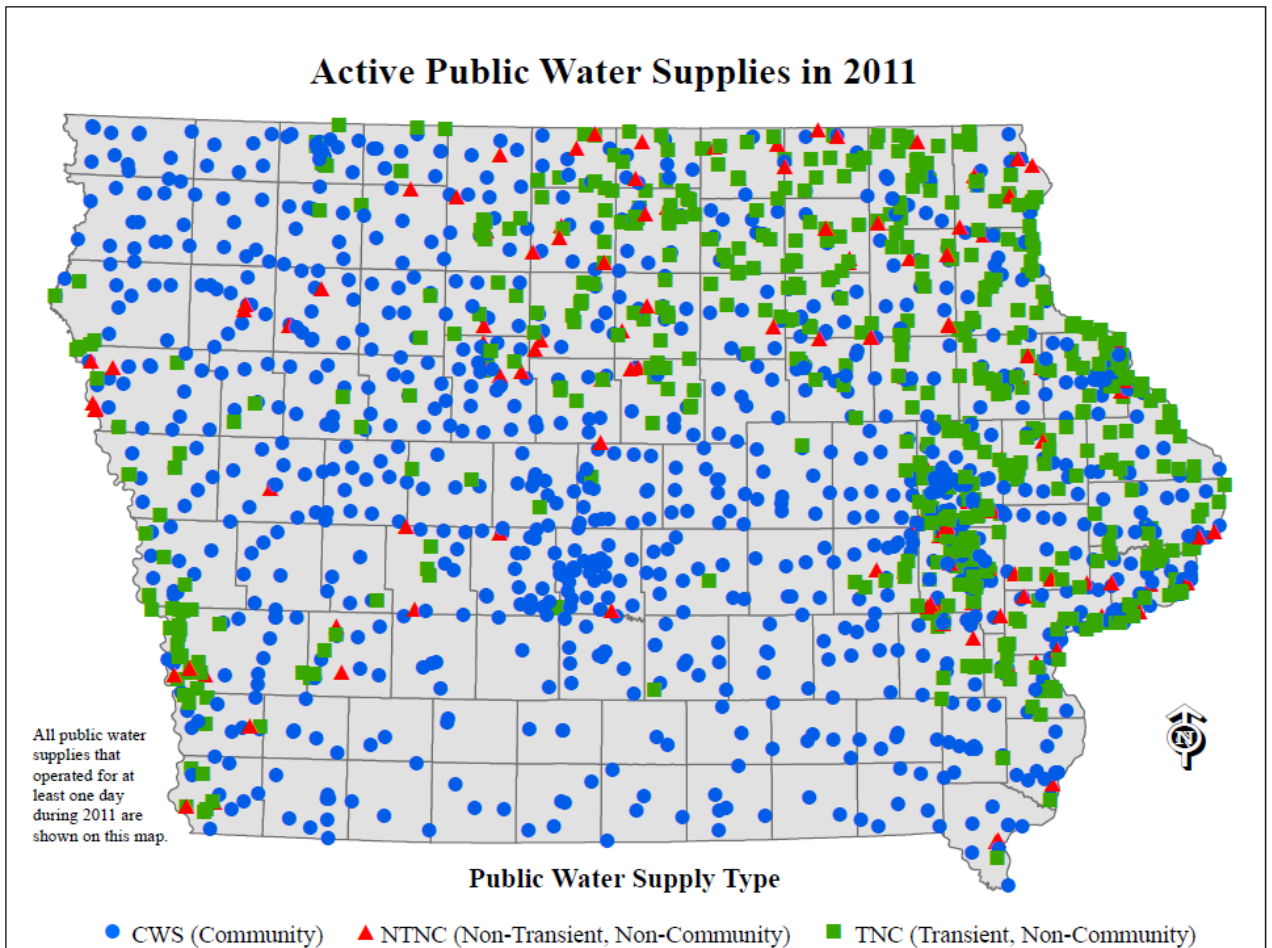 Active Public Water Supplies in 2011
All public water
supplies that
operated for at
least one day
during 2011 are
shown on this map.
N
Public Water Supply Type
CWS (Community)
NTNC (Non-Transient, Non-Community)
TNC (Transient, Non-Community)